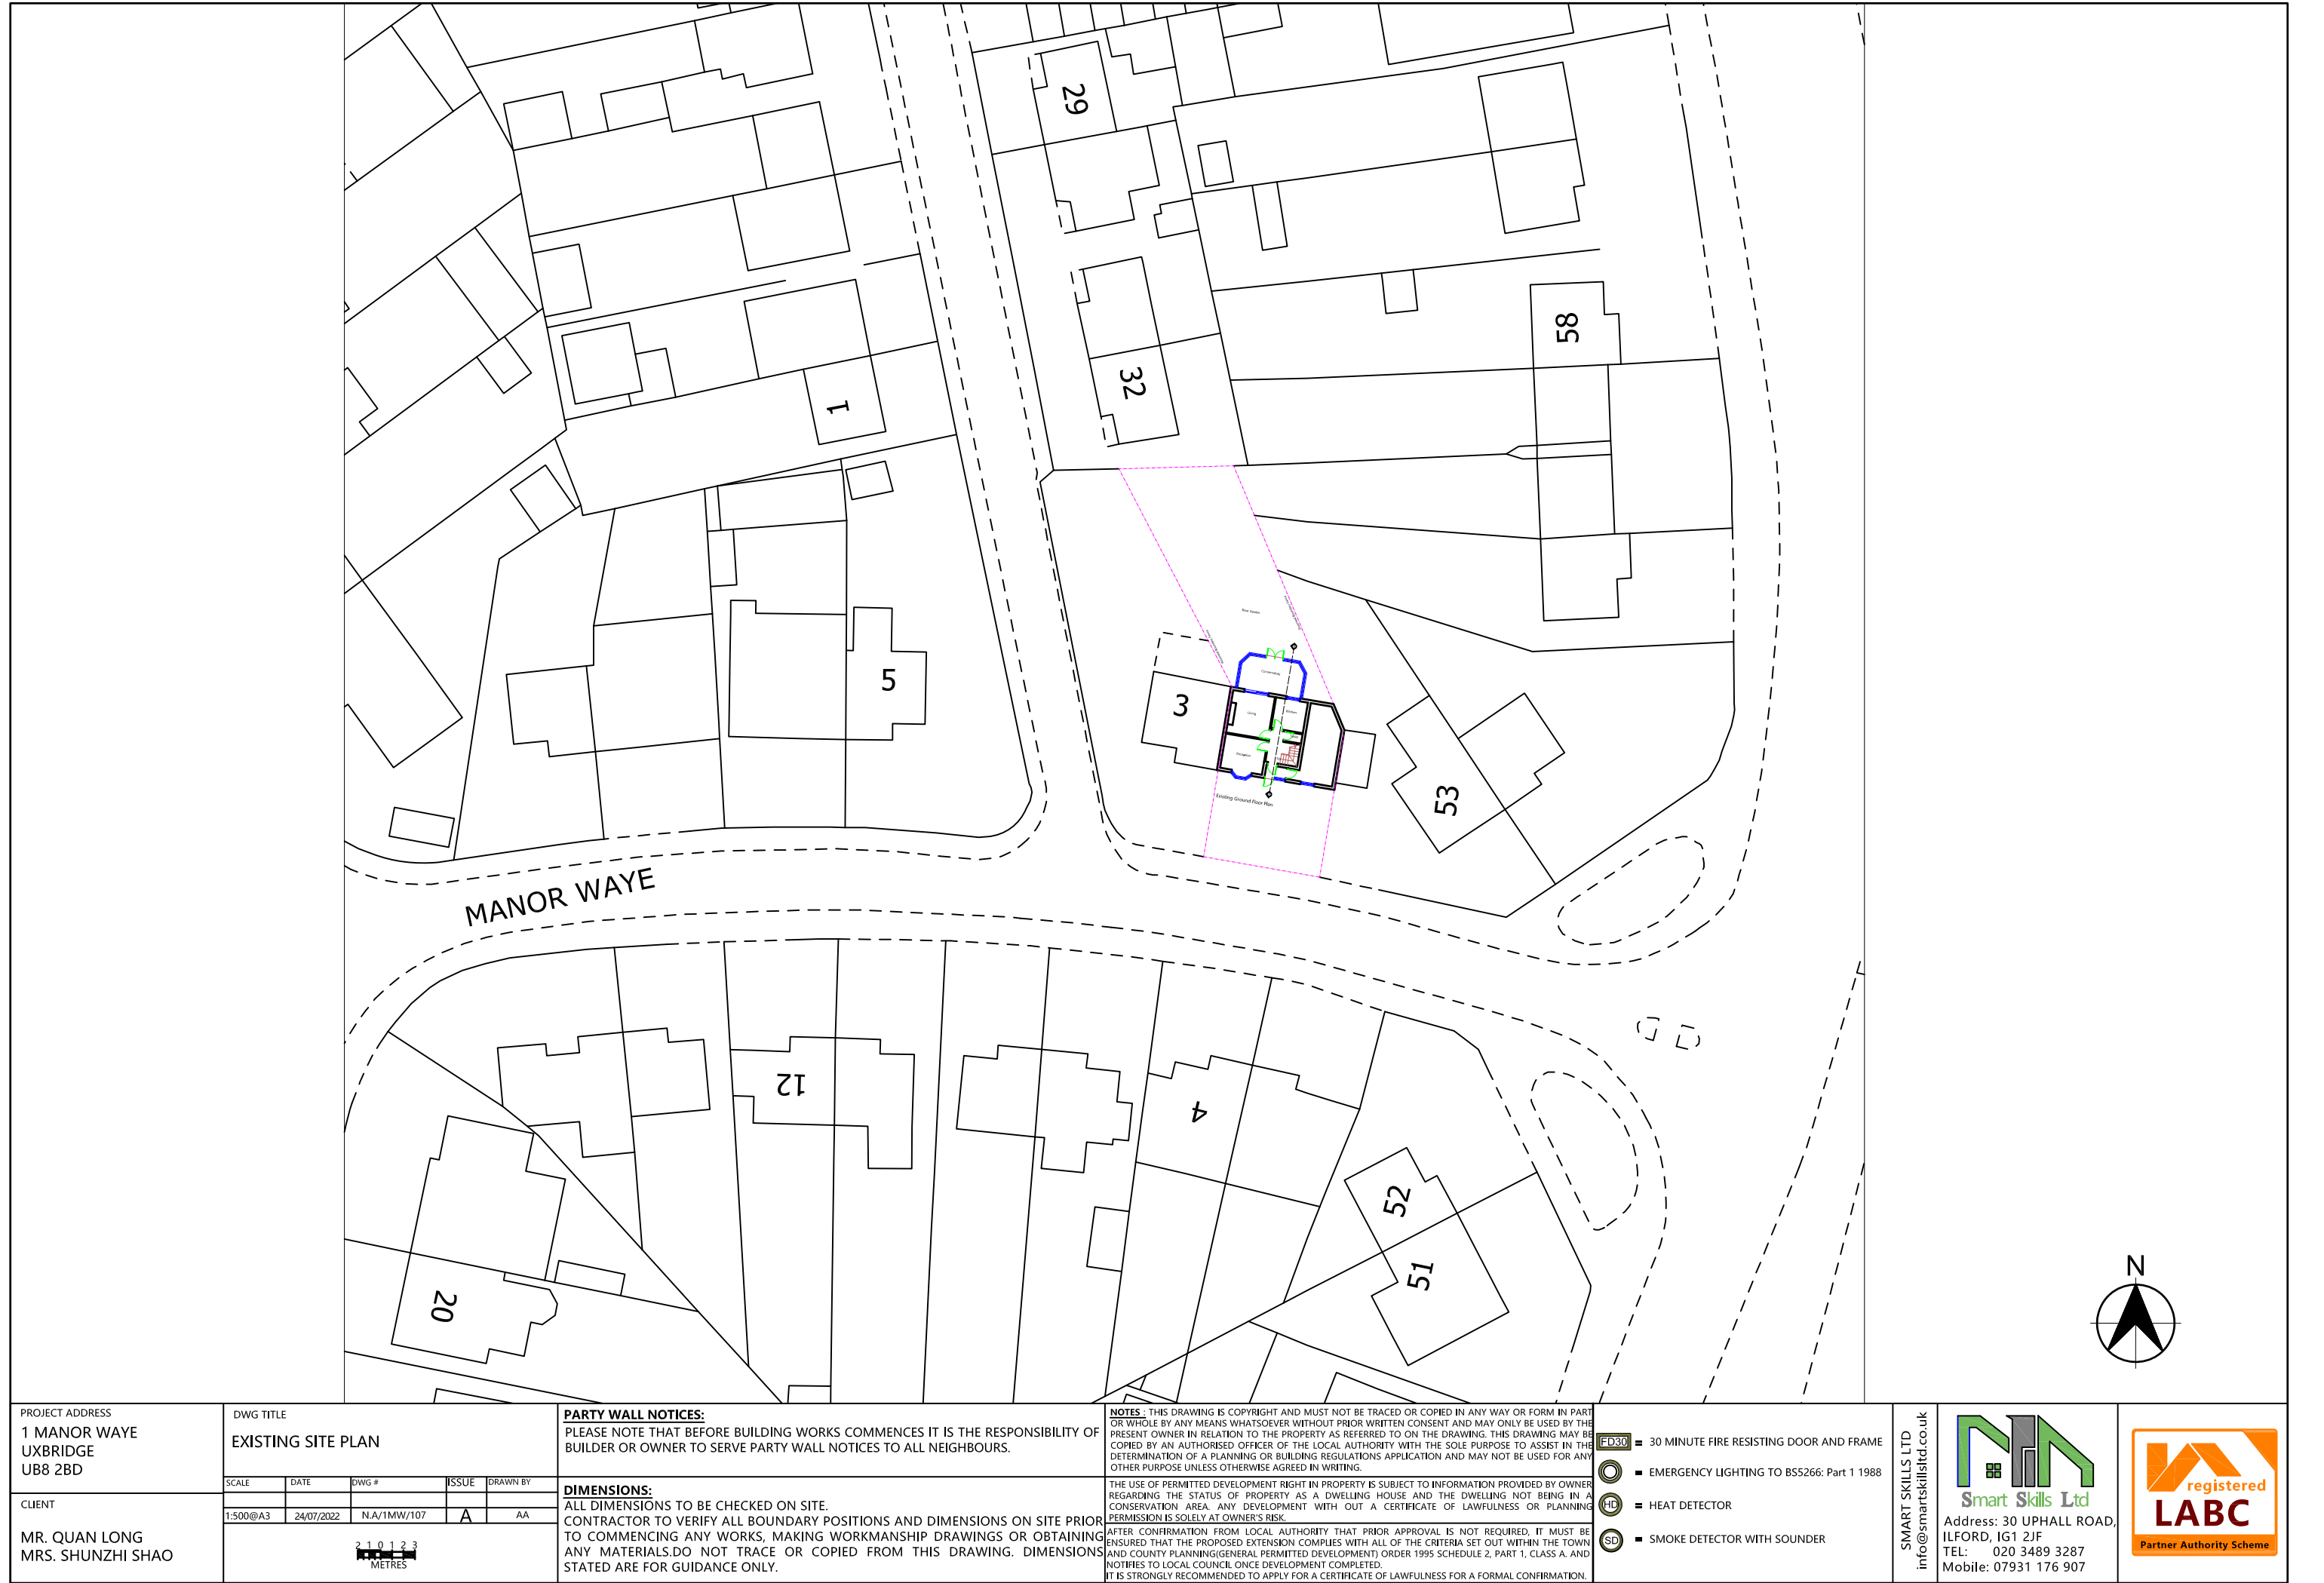 29
1
32
58
5
3
53
Rear Garden
Conservatory
Living
Kitchen
Reception
Existing Ground Floor Plan
MANOR WAYE
12
4
52
51
20
N
PROJECT ADDRESS
1 MANOR WAYE
UXBRIDGE
UB8 2BD
CLIENT
MR. QUAN LONG
MRS. SHUNZHI SHAO
DWG TITLE
EXISTING SITE PLAN
SCALE DATE DWG # ISSUE DRAWN BY
1:500@A3 24/07/2022 N.A/1MW/107 A AA
2 1 0 1 2 3
METRES
PARTY WALL NOTICES:
PLEASE NOTE THAT BEFORE BUILDING WORKS COMMENCES IT IS THE RESPONSIBILITY OF
BUILDER OR OWNER TO SERVE PARTY WALL NOTICES TO ALL NEIGHBOURS.
DIMENSIONS:
ALL DIMENSIONS TO BE CHECKED ON SITE.
CONTRACTOR TO VERIFY ALL BOUNDARY POSITIONS AND DIMENSIONS ON SITE PRIOR
TO COMMENCING ANY WORKS, MAKING WORKMANSHIP DRAWINGS OR OBTAINING
ANY MATERIALS.DO NOT TRACE OR COPIED FROM THIS DRAWING. DIMENSIONS
STATED ARE FOR GUIDANCE ONLY.
NOTES : THIS DRAWING IS COPYRIGHT AND MUST NOT BE TRACED OR COPIED IN ANY WAY OR FORM IN PART
OR WHOLE BY ANY MEANS WHATSOEVER WITHOUT PRIOR WRITTEN CONSENT AND MAY ONLY BE USED BY THE
PRESENT OWNER IN RELATION TO THE PROPERTY AS REFERRED TO ON THE DRAWING. THIS DRAWING MAY BE
COPIED BY AN AUTHORISED OFFICER OF THE LOCAL AUTHORITY WITH THE SOLE PURPOSE TO ASSIST IN THE
DETERMINATION OF A PLANNING OR BUILDING REGULATIONS APPLICATION AND MAY NOT BE USED FOR ANY
OTHER PURPOSE UNLESS OTHERWISE AGREED IN WRITING.
THE USE OF PERMITTED DEVELOPMENT RIGHT IN PROPERTY IS SUBJECT TO INFORMATION PROVIDED BY OWNER
REGARDING THE STATUS OF PROPERTY AS A DWELLING HOUSE AND THE DWELLING NOT BEING IN A
CONSERVATION AREA. ANY DEVELOPMENT WITH OUT A CERTIFICATE OF LAWFULNESS OR PLANNING
PERMISSION IS SOLELY AT OWNER'S RISK.
AFTER CONFIRMATION FROM LOCAL AUTHORITY THAT PRIOR APPROVAL IS NOT REQUIRED, IT MUST BE
ENSURED THAT THE PROPOSED EXTENSION COMPLIES WITH ALL OF THE CRITERIA SET OUT WITHIN THE TOWN
AND COUNTY PLANNING(GENERAL PERMITTED DEVELOPMENT) ORDER 1995 SCHEDULE 2, PART 1, CLASS A. AND
NOTIFIES TO LOCAL COUNCIL ONCE DEVELOPMENT COMPLETED.
IT IS STRONGLY RECOMMENDED TO APPLY FOR A CERTIFICATE OF LAWFULNESS FOR A FORMAL CONFIRMATION.
FD30 = 30 MINUTE FIRE RESISTING DOOR AND FRAME
= EMERGENCY LIGHTING TO BS5266: Part 1 1988
HD = HEAT DETECTOR
SD = SMOKE DETECTOR WITH SOUNDER
SMART SKILLS LTD
info@smartskillsltd.co.uk
Smart Skills Ltd
Address: 30 UPHALL ROAD,
ILFORD, IG1 2JF
TEL: 020 3489 3287
Mobile: 07931 176 907
registered
LABC
Partner Authority Scheme